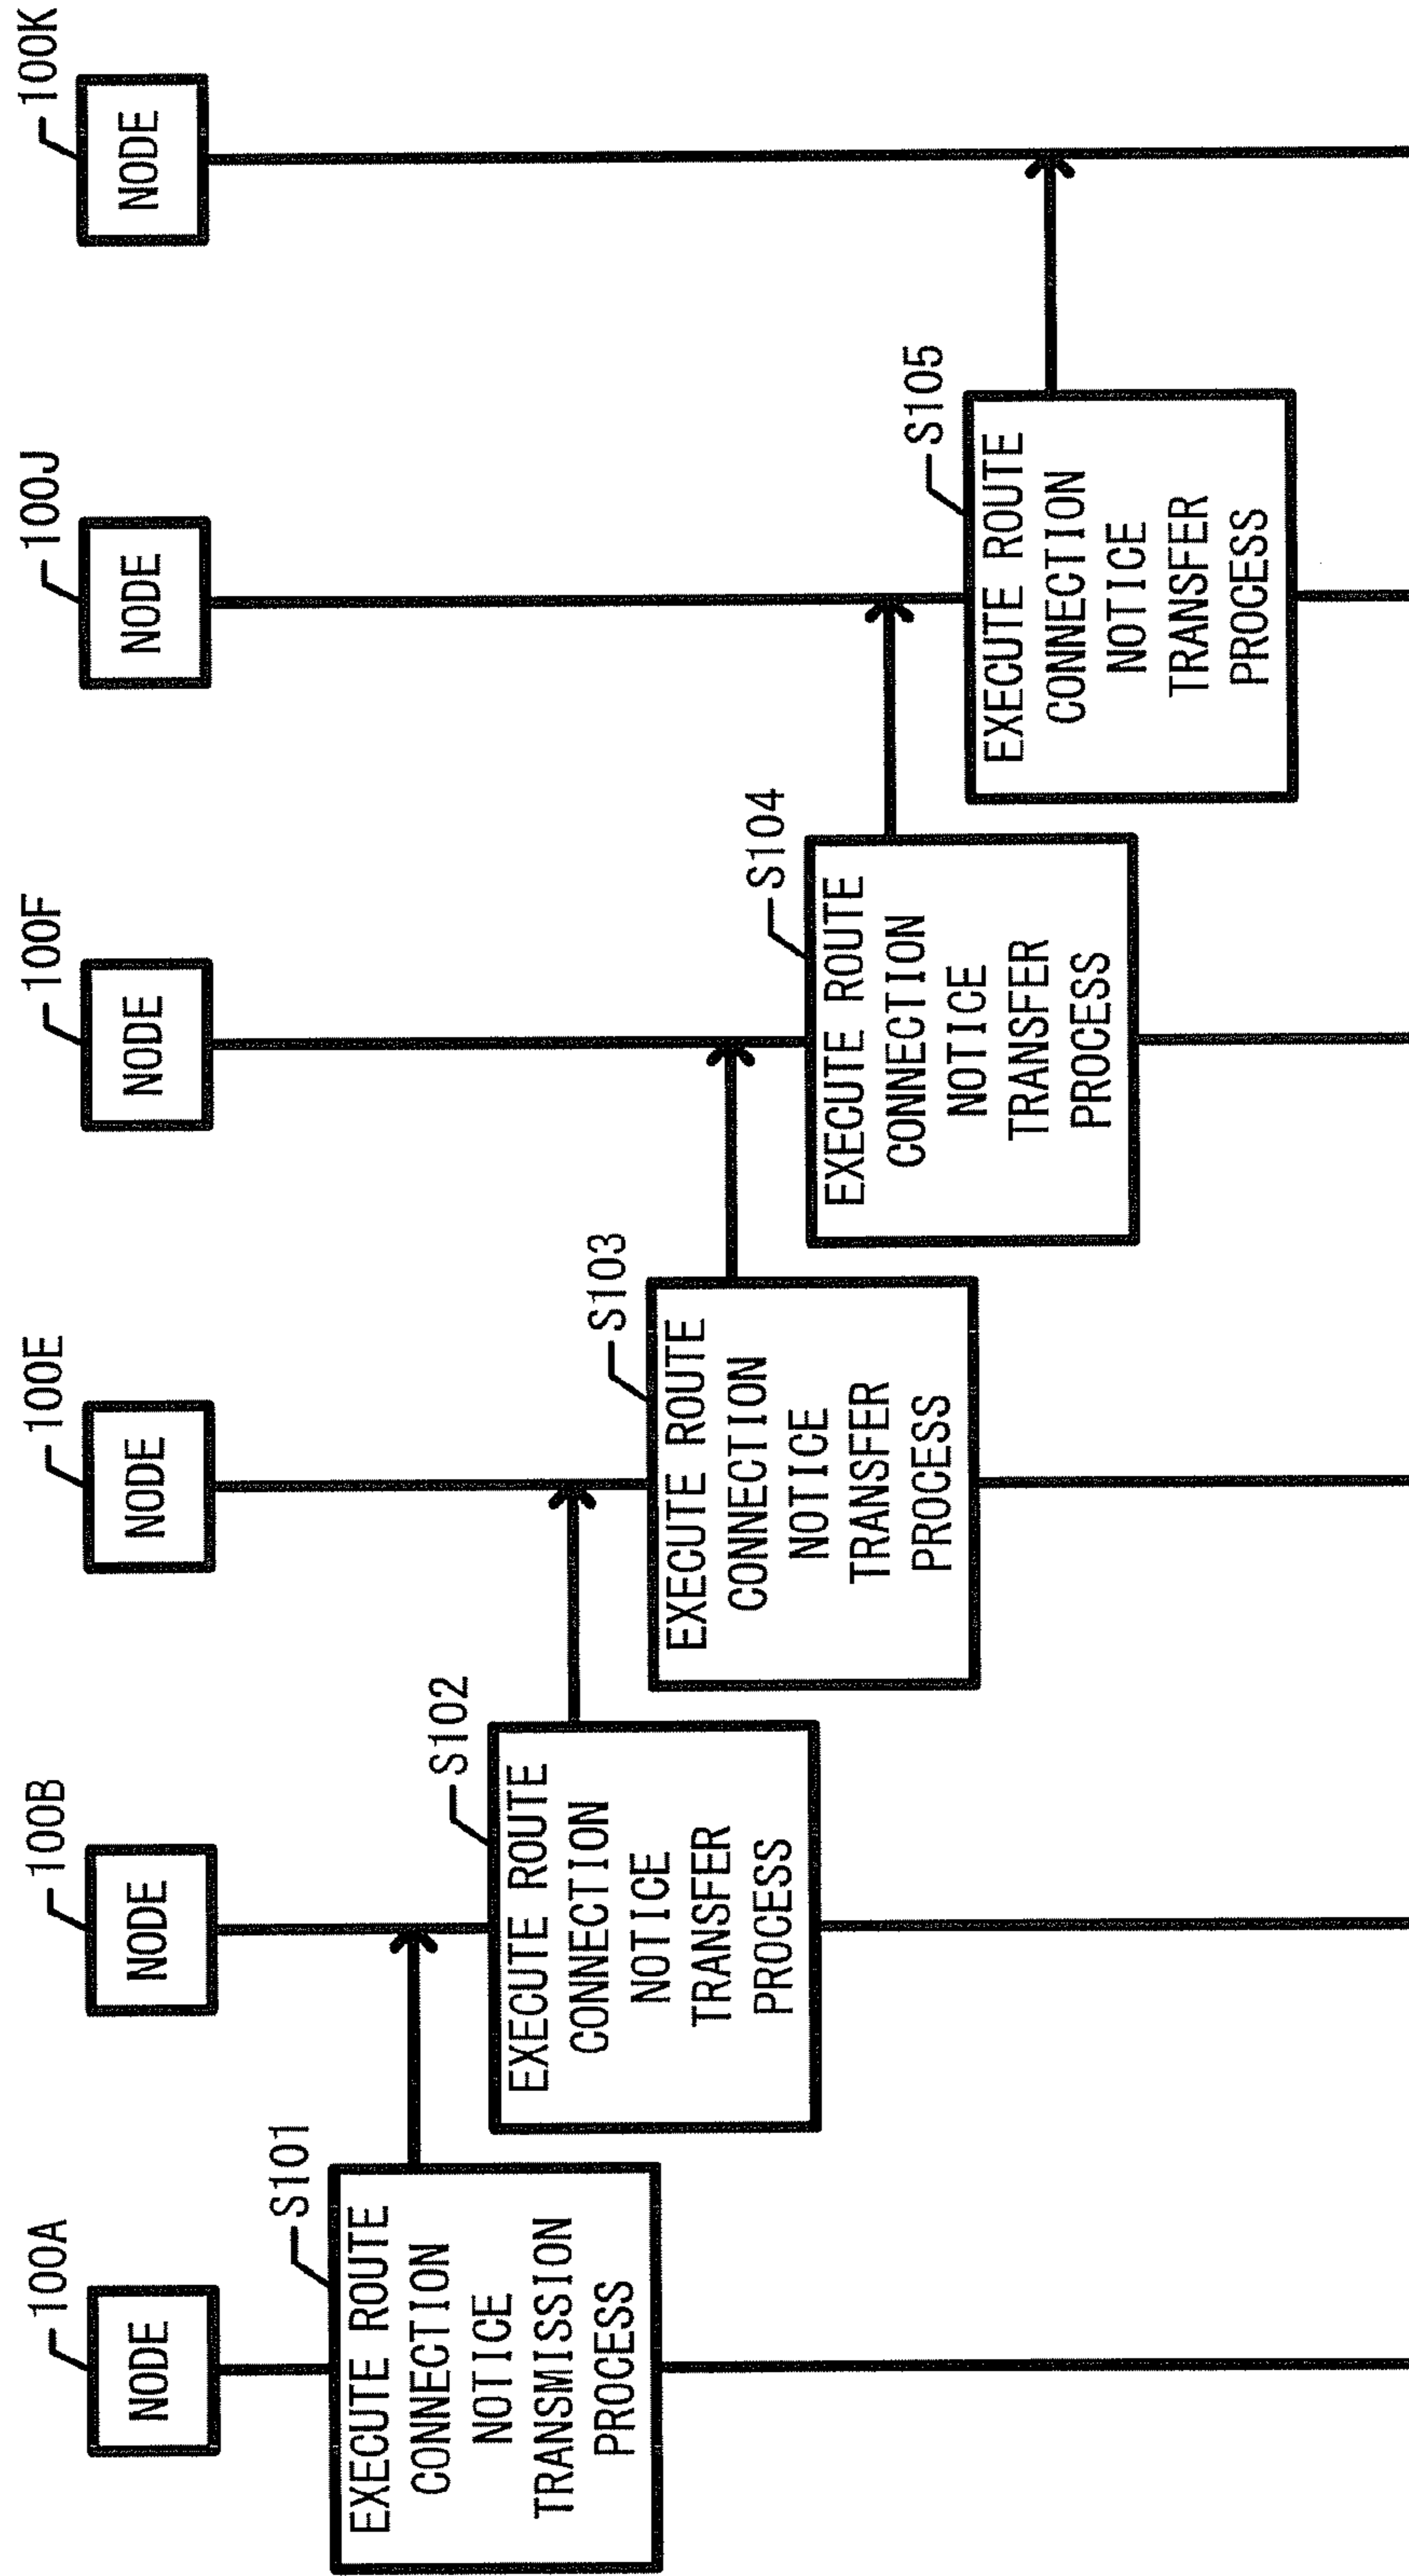 100A
NODE
100B
NODE
100E
NODE
100F
NODE
100J
NODE
100K
NODE
S101
EXECUTE ROUTE
CONNECTION
NOTICE
TRANSMISSION
PROCESS
S102
EXECUTE ROUTE
CONNECTION
NOTICE
TRANSFER
PROCESS
S103
EXECUTE ROUTE
CONNECTION
NOTICE
TRANSFER
PROCESS
S104
EXECUTE ROUTE
CONNECTION
NOTICE
TRANSFER
PROCESS
S105
EXECUTE ROUTE
CONNECTION
NOTICE
TRANSFER
PROCESS